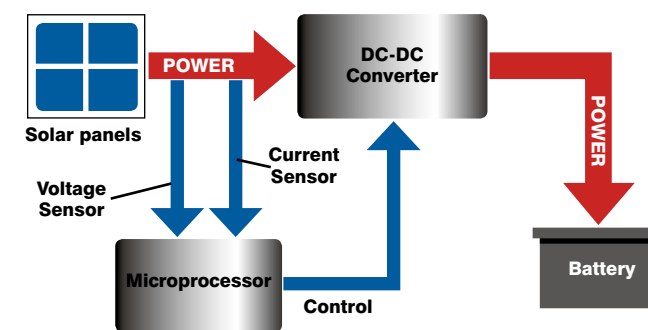 POWER
DC-DC
Converter
Solar panels
Current
Sensor
Voltage
Sensor
POWER
Microprocessor
Control
Battery